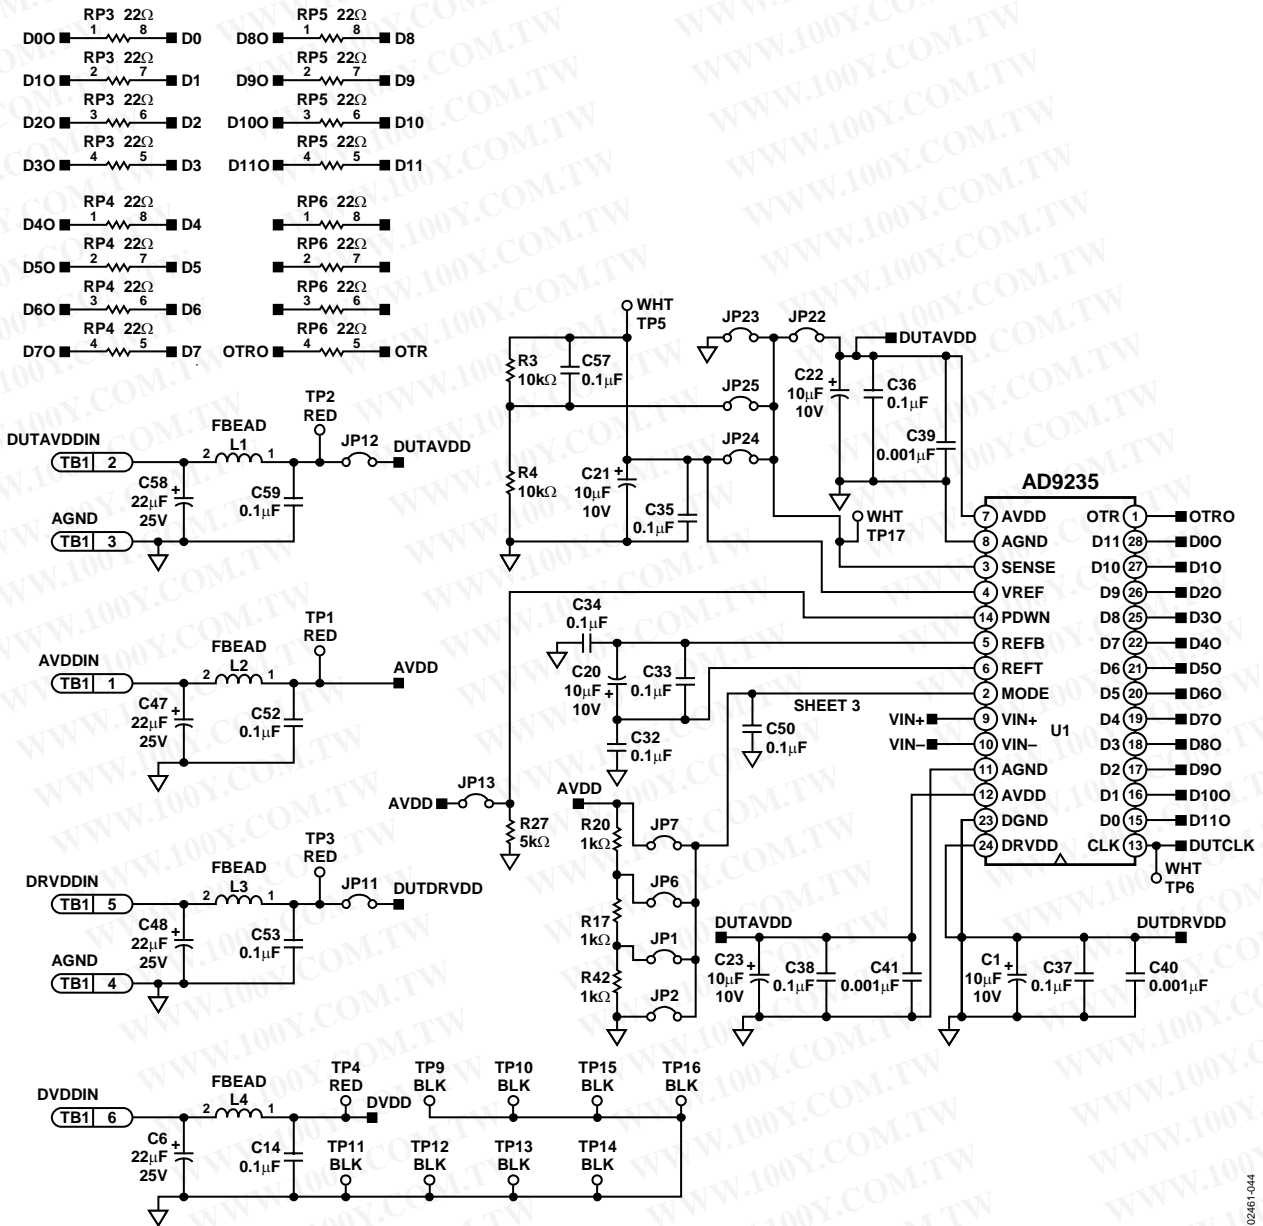 RP3 22Ω
D0O 1 8 D0
RP3 22Ω
D1O 2 7 D1
RP3 22Ω
D2O 3 6 D2
RP3 22Ω
D3O 4 5 D3
RP4 22Ω
D4O 1 8 D4
RP4 22Ω
D5O 2 7 D5
RP4 22Ω
D6O 3 6 D6
RP4 22Ω
D7O 4 5 D7
RP5 22Ω
D8O 1 8 D8
RP5 22Ω
D9O 2 7 D9
RP5 22Ω
D10O 3 6 D10
RP5 22Ω
D11O 4 5 D11
RP6 22Ω
1 8
RP6 22Ω
2 7
RP6 22Ω
3 6
RP6 22Ω
OTRO 4 5 OTR
DUTAVDDIN
TB1 2
FBEAD
2 L1 1
TP2
RED
JP12
DUTAVDD
C58
22µF
25V
C59
0.1µF
AGND
TB1 3
AVDDIN
TB1 1
FBEAD
2 L2 1
TP1
RED
AVDD
C47
22µF
25V
C52
0.1µF
DRVDDIN
TB1 5
FBEAD
2 L3 1
TP3
RED
JP11
DUTDRVDD
C48
22µF
25V
C53
0.1µF
AGND
TB1 4
DVDDIN
TB1 6
FBEAD
2 L4 1
TP4
RED
DVDD
C6
22µF
25V
C14
0.1µF
TP9
BLK
TP10
BLK
TP15
BLK
TP16
BLK
TP11
BLK
TP12
BLK
TP13
BLK
TP14
BLK
WHT
TP5
R3
10kΩ
C57
0.1µF
R4
10kΩ
C21
10µF
10V
C35
0.1µF
JP23
JP22
JP25
JP24
DUTAVDD
C22
10µF
10V
C36
0.1µF
C39
0.001µF
WHT
TP17
C34
0.1µF
C20
10µF
10V
C33
0.1µF
C32
0.1µF
SHEET 3
C50
0.1µF
AVDD
JP13
R27
5kΩ
AVDD
R20
1kΩ
R17
1kΩ
R42
1kΩ
JP7
JP6
JP1
JP2
DUTAVDD
C23
10µF
10V
C38
0.1µF
C41
0.001µF
DUTDRVDD
C1
10µF
10V
C37
0.1µF
C40
0.001µF
AD9235
U1
7 AVDD
8 AGND
3 SENSE
4 VREF
14 PDWN
5 REFB
6 REFT
2 MODE
VIN+ 9 VIN+
VIN– 10 VIN–
11 AGND
12 AVDD
23 DGND
24 DRVDD
OTR 1 OTRO
D11 28 D0O
D10 27 D1O
D9 26 D2O
D8 25 D3O
D7 22 D4O
D6 21 D5O
D5 20 D6O
D4 19 D7O
D3 18 D8O
D2 17 D9O
D1 16 D10O
D0 15 D11O
CLK 13 DUTCLK
WHT
TP6
02461-044
WWW.100Y.COM.TW